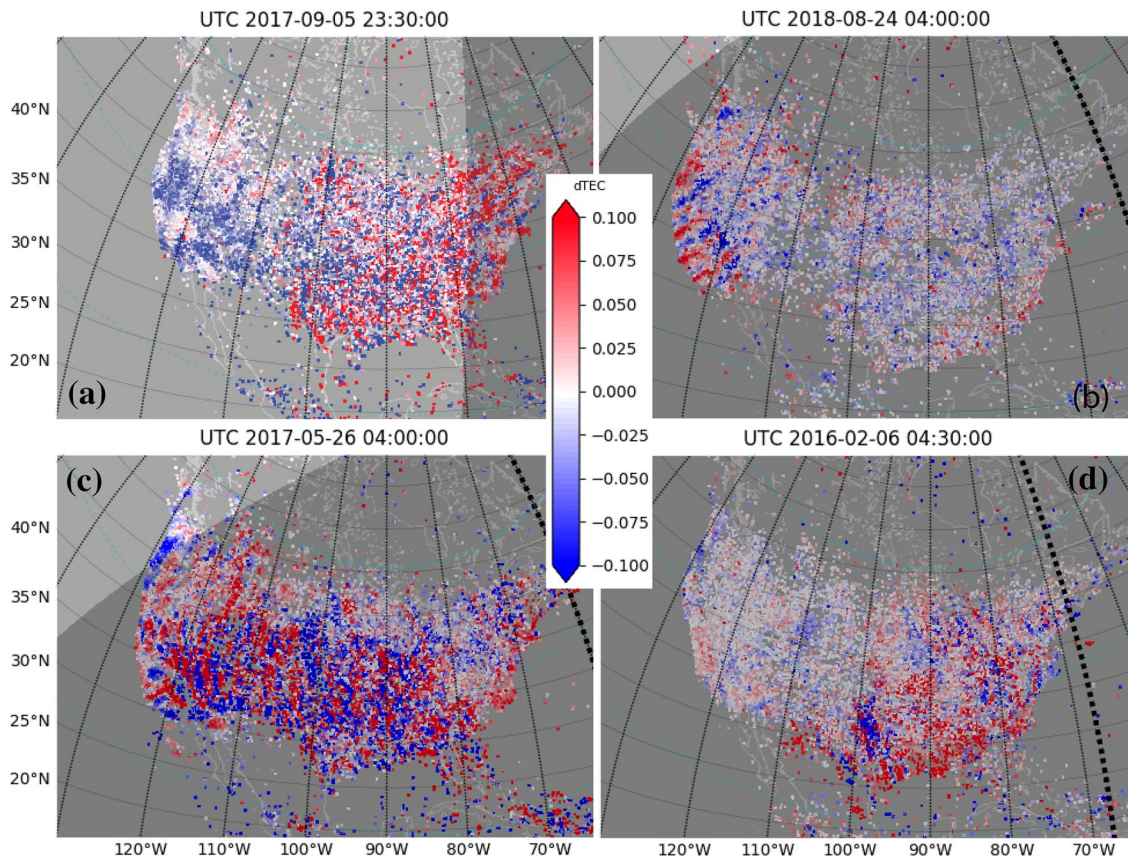 UTC 2017-09-05 23:30:00
UTC 2018-08-24 04:00:00
40°N
35°N
30°N
25°N
20°N
(a)
(b)
dTEC
0.100
0.075
0.050
0.025
0.000
−0.025
−0.050
−0.075
−0.100
UTC 2017-05-26 04:00:00
UTC 2016-02-06 04:30:00
(c)
(d)
40°N
35°N
30°N
25°N
20°N
120°W 110°W 100°W 90°W 80°W 70°W
120°W 110°W 100°W 90°W 80°W 70°W